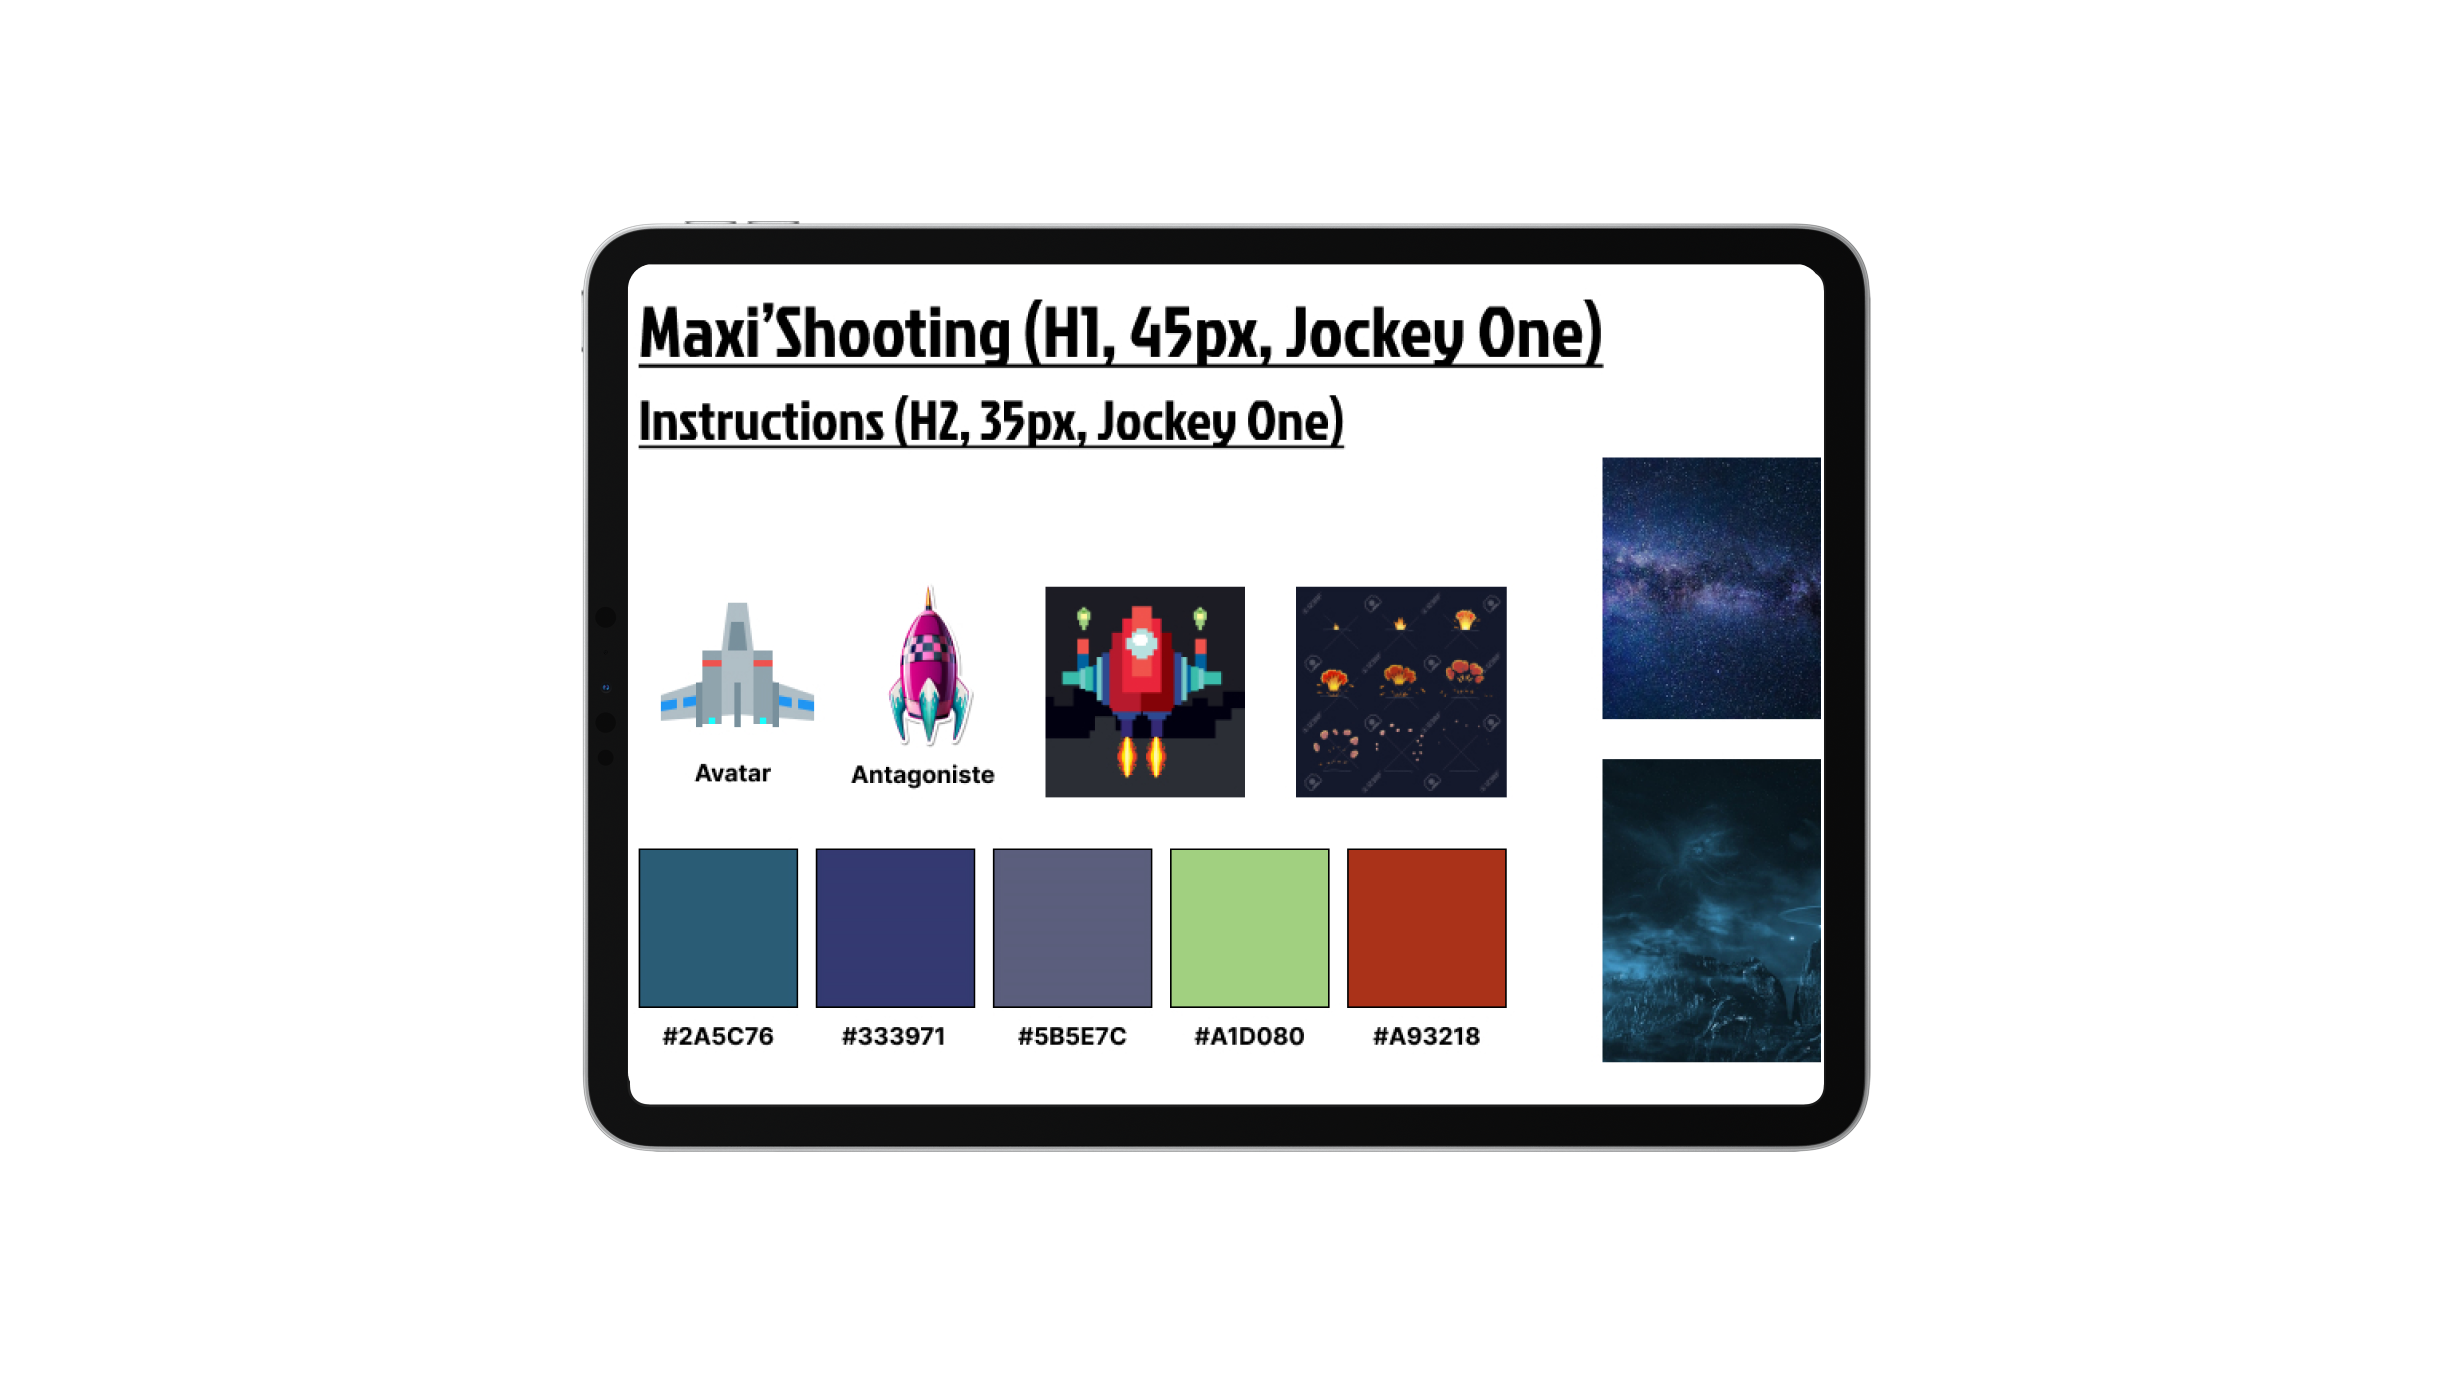 Maxi’Shooting (H1, 45px, Jockey One)
Instructions (H2, 35px, Jockey One)
Avatar
Antagoniste
#2A5C76
#333971
#5B5E7C
#A1D080
#A93218